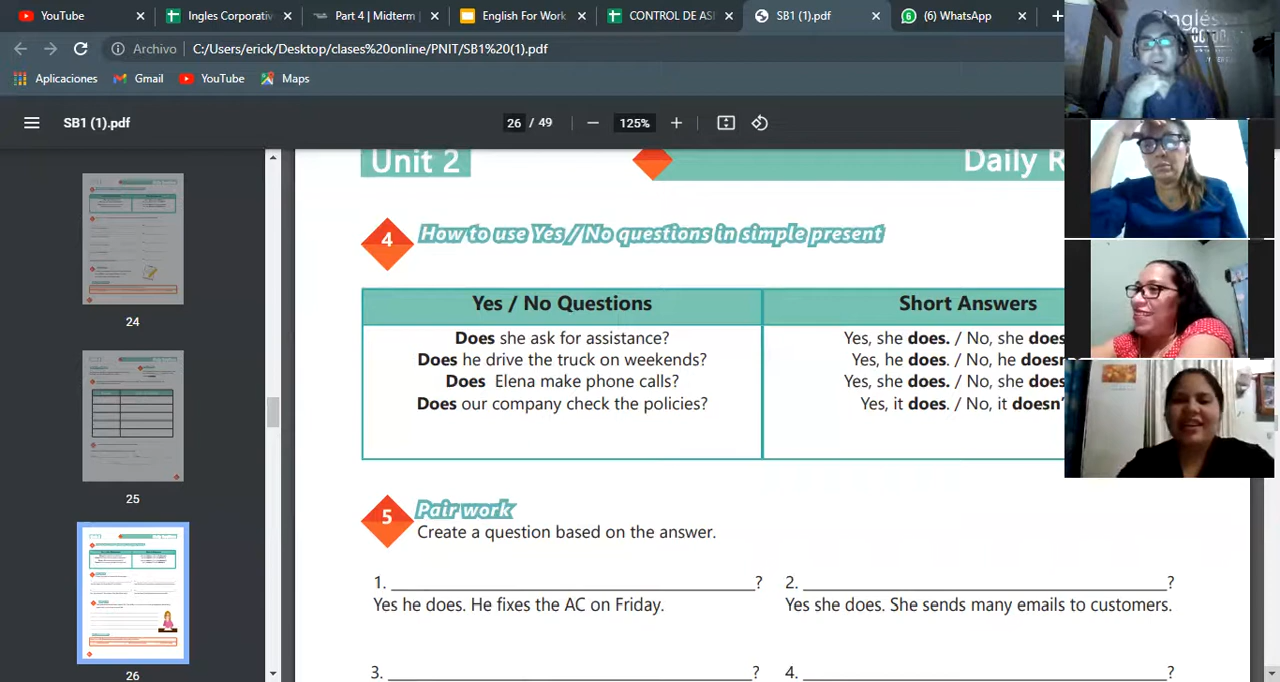 YouTube
Ingles Corporativ
Part 4 | Midterm
English For Work
CONTROL DE ASI
SB1 (1).pdf
(6) WhatsApp
Archivo
C:/Users/erick/Desktop/clases%20online/PNIT/SB1%20(1).pdf
Aplicaciones
Gmail
YouTube
Maps
SB1 (1).pdf
26 / 49
125%
24
25
26
Unit 2
Daily R
4
How to use Yes / No questions in simple present
Yes / No Questions
Short Answers
Does she ask for assistance?
Yes, she does. / No, she does
Does he drive the truck on weekends?
Yes, he does. / No, he doesn
Does Elena make phone calls?
Yes, she does. / No, she does
Does our company check the policies?
Yes, it does. / No, it doesn'
5
Pair work
Create a question based on the answer.
1. ?
2. ?
Yes he does. He fixes the AC on Friday.
Yes she does. She sends many emails to customers.
3. ?
4. ?